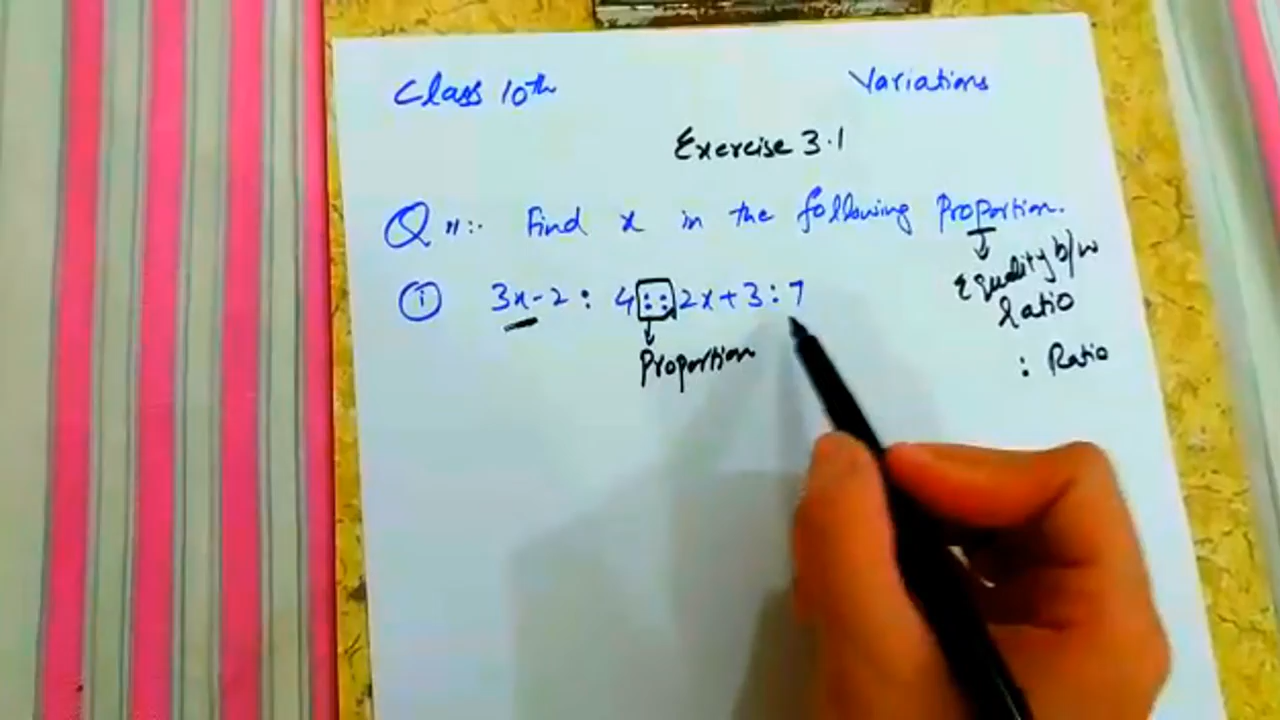 Class 10th
Variations
Exercise 3.1
Q 11:. Find x in the following Proportion.
Equality b/w
Ratio
(i) 3x-2 : 4 :: 2x+3 : 7
Proportion
: Ratio